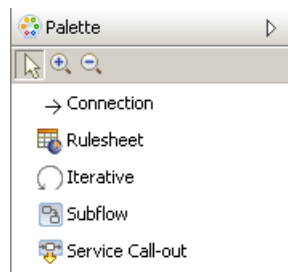 Palette
Connection
Rulesheet
Iterative
Subflow
Service Call-out